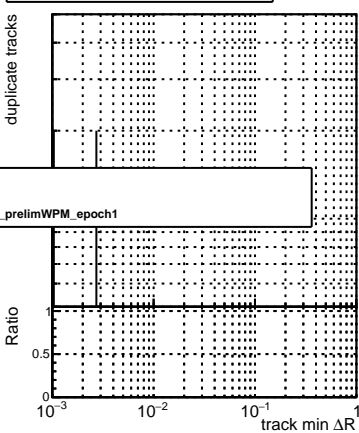 duplicate tracks
_prelimWPM_epoch1
Ratio
1
0.5
0
10⁻³ 10⁻² 10⁻¹ 1
track min ΔR